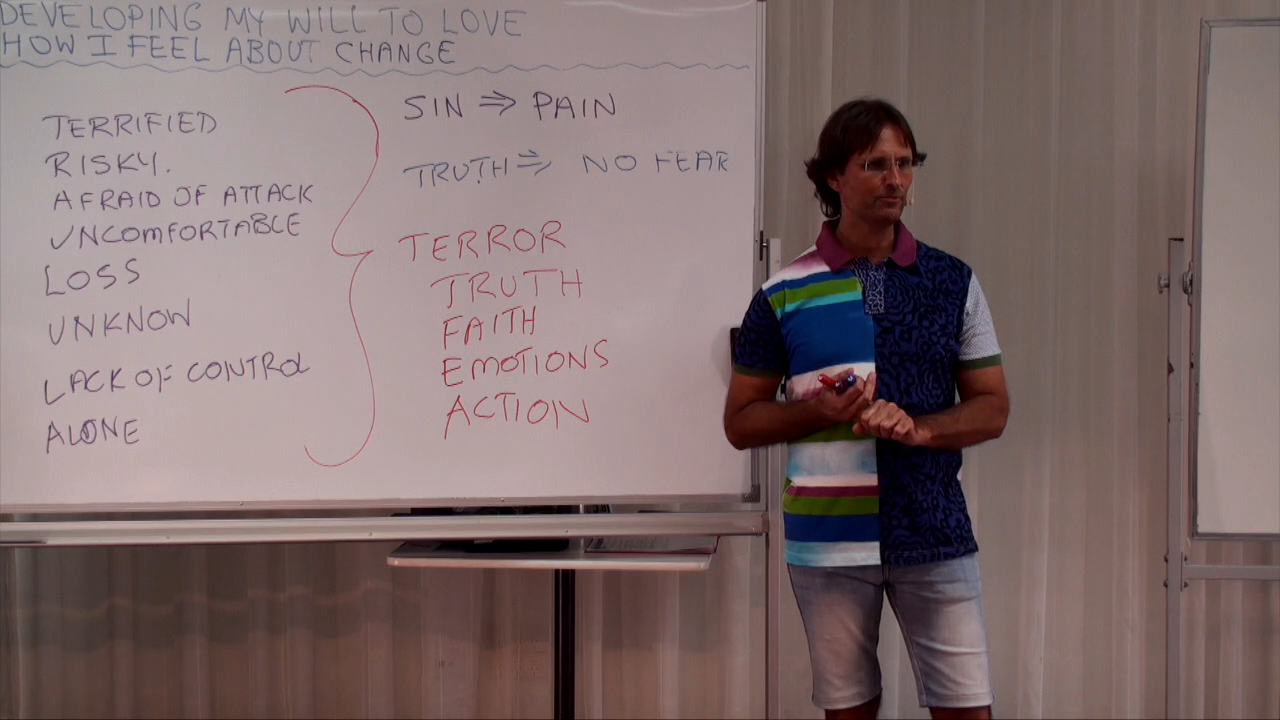 DEVELOPING MY WILL TO LOVE
HOW I FEEL ABOUT CHANGE
TERRIFIED
RISKY.
AFRAID OF ATTACK
UNCOMFORTABLE
LOSS
UNKNOW
LACK OF CONTROL
ALONE
SIN ⇒ PAIN
TRUTH ⇒ NO FEAR
TERROR
TRUTH
FAITH
EMOTIONS
ACTION